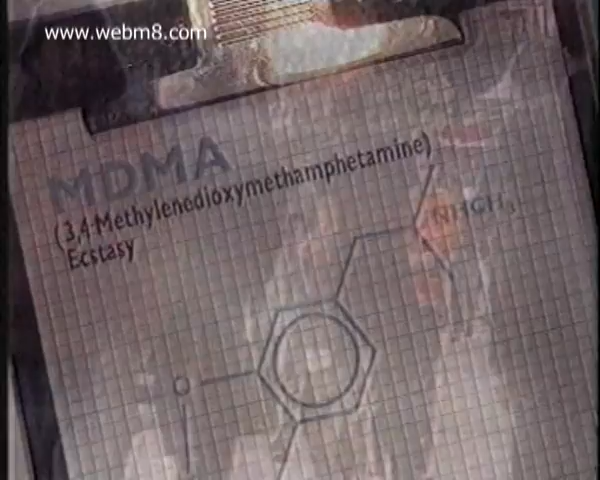 www.webm8.com
MDMA
(3,4-Methylenedioxymethamphetamine)
Ecstasy
NHCH3
O